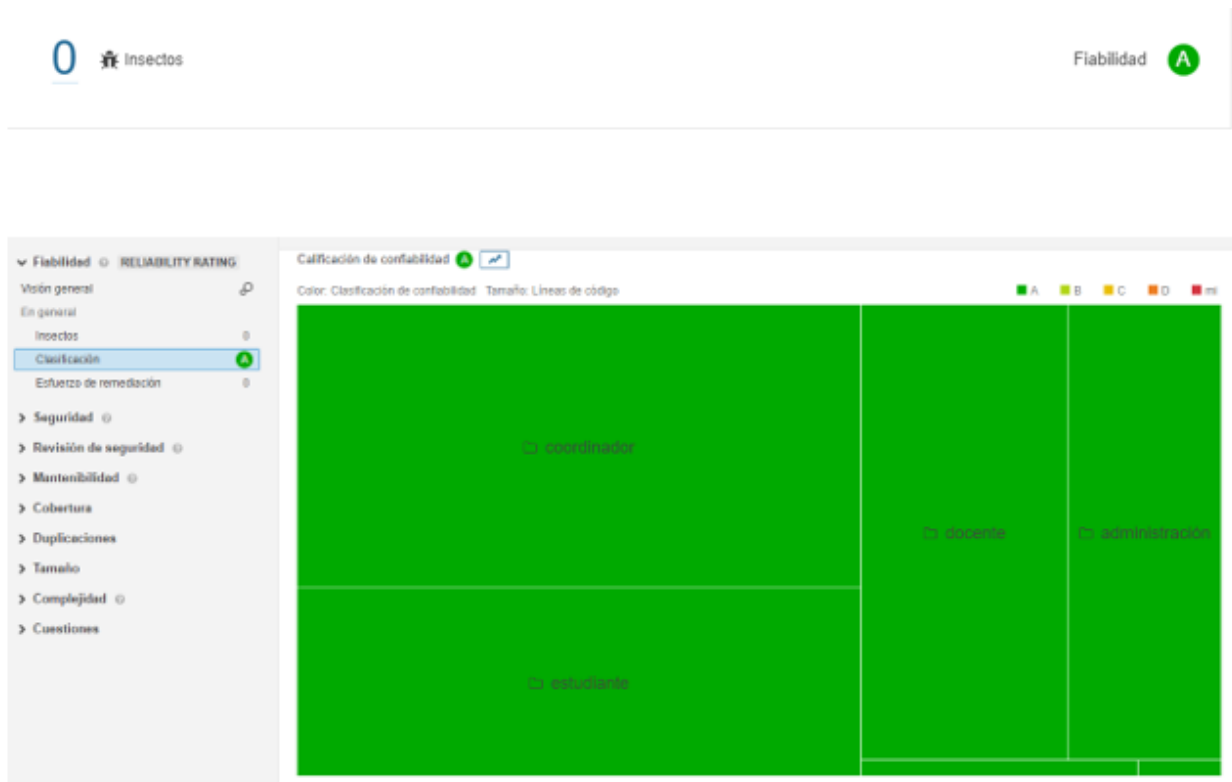 0 Insectos Fiabilidad A
Fiabilidad RELIABILITY RATING
Visión general
En general
Insectos 0
Clasificación A
Esfuerzo de remediación 0
Seguridad
Revisión de seguridad
Mantenibilidad
Cobertura
Duplicaciones
Tamaño
Complejidad
Cuestiones
Calificación de confiabilidad A
Color: Clasificación de confiabilidad Tamaño: Líneas de código A B C D mi
coordinador
docente
administración
estudiante